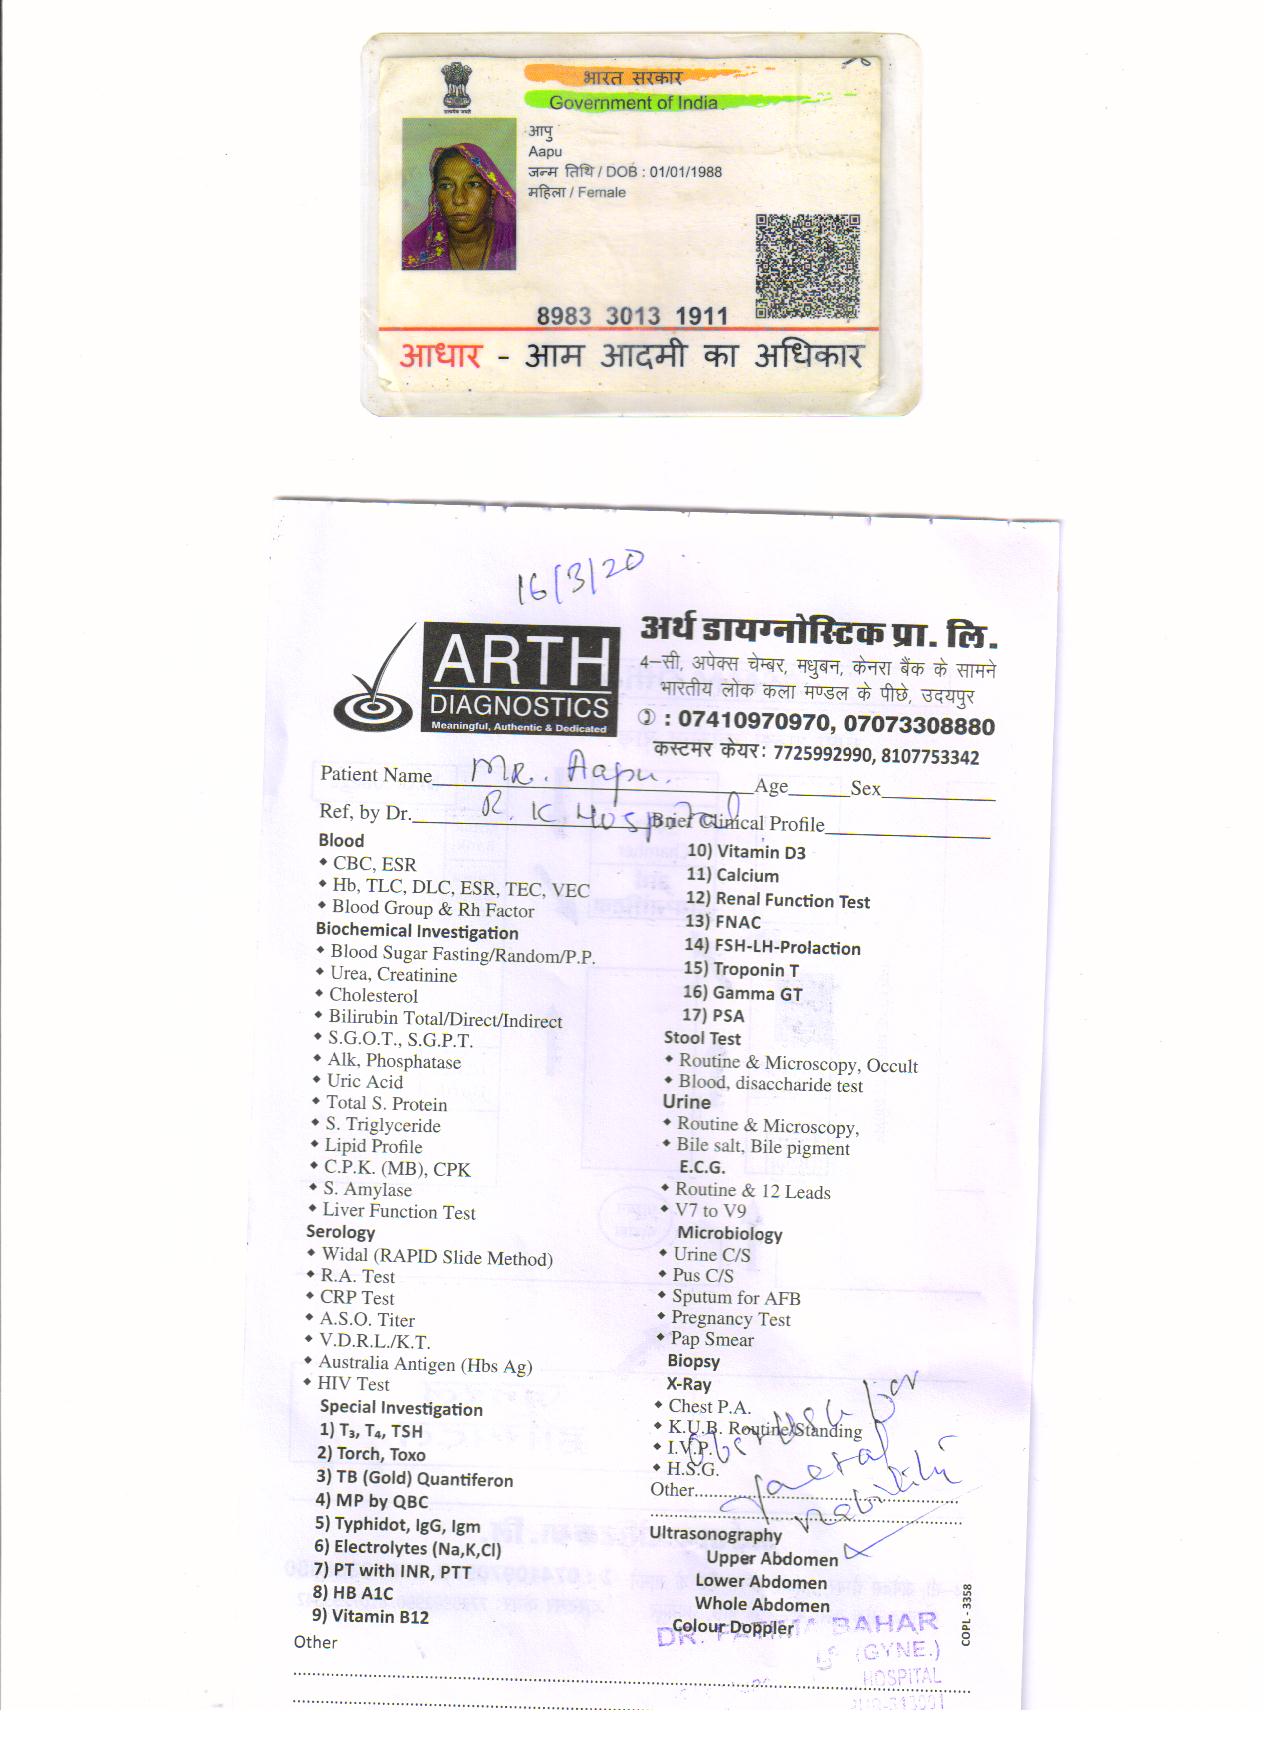 भारत सरकार
Government of India
आपु
Aapu
जन्म तिथि / DOB : 01/01/1988
महिला / Female
8983 3013 1911
आधार - आम आदमी का अधिकार
16/3/20
ARTH
DIAGNOSTICS
Meaningful, Authentic & Dedicated
अर्थ डायग्नोस्टिक प्रा. लि.
4–सी, अपेक्स चेम्बर, मधुबन, केनरा बैंक के सामने
भारतीय लोक कला मण्डल के पीछे, उदयपुर
: 07410970970, 07073308880
कस्टमर केयर: 7725992990, 8107753342
Patient Name MR. Aapu. Age Sex
Ref, by Dr. R. K Hospital Brief Clinical Profile
Blood
• CBC, ESR
• Hb, TLC, DLC, ESR, TEC, VEC
• Blood Group & Rh Factor
Biochemical Investigation
• Blood Sugar Fasting/Random/P.P.
• Urea, Creatinine
• Cholesterol
• Bilirubin Total/Direct/Indirect
• S.G.O.T., S.G.P.T.
• Alk, Phosphatase
• Uric Acid
• Total S. Protein
• S. Triglyceride
• Lipid Profile
• C.P.K. (MB), CPK
• S. Amylase
• Liver Function Test
Serology
• Widal (RAPID Slide Method)
• R.A. Test
• CRP Test
• A.S.O. Titer
• V.D.R.L./K.T.
• Australia Antigen (Hbs Ag)
• HIV Test
Special Investigation
1) T₃, T₄, TSH
2) Torch, Toxo
3) TB (Gold) Quantiferon
4) MP by QBC
5) Typhidot, IgG, Igm
6) Electrolytes (Na,K,Cl)
7) PT with INR, PTT
8) HB A1C
9) Vitamin B12
Other
10) Vitamin D3
11) Calcium
12) Renal Function Test
13) FNAC
14) FSH-LH-Prolaction
15) Troponin T
16) Gamma GT
17) PSA
Stool Test
• Routine & Microscopy, Occult
• Blood, disaccharide test
Urine
• Routine & Microscopy,
• Bile salt, Bile pigment
E.C.G.
• Routine & 12 Leads
• V7 to V9
Microbiology
• Urine C/S
• Pus C/S
• Sputum for AFB
• Pregnancy Test
• Pap Smear
Biopsy
X-Ray
• Chest P.A.
• K.U.B. Routine/Standing
• I.V.P.
• H.S.G.
for
Other
Ultrasonography
Upper Abdomen
Lower Abdomen
Whole Abdomen
Colour Doppler
COPL - 3358
DR. FATIMA BAHAR
(GYNE.)
HOSPITAL